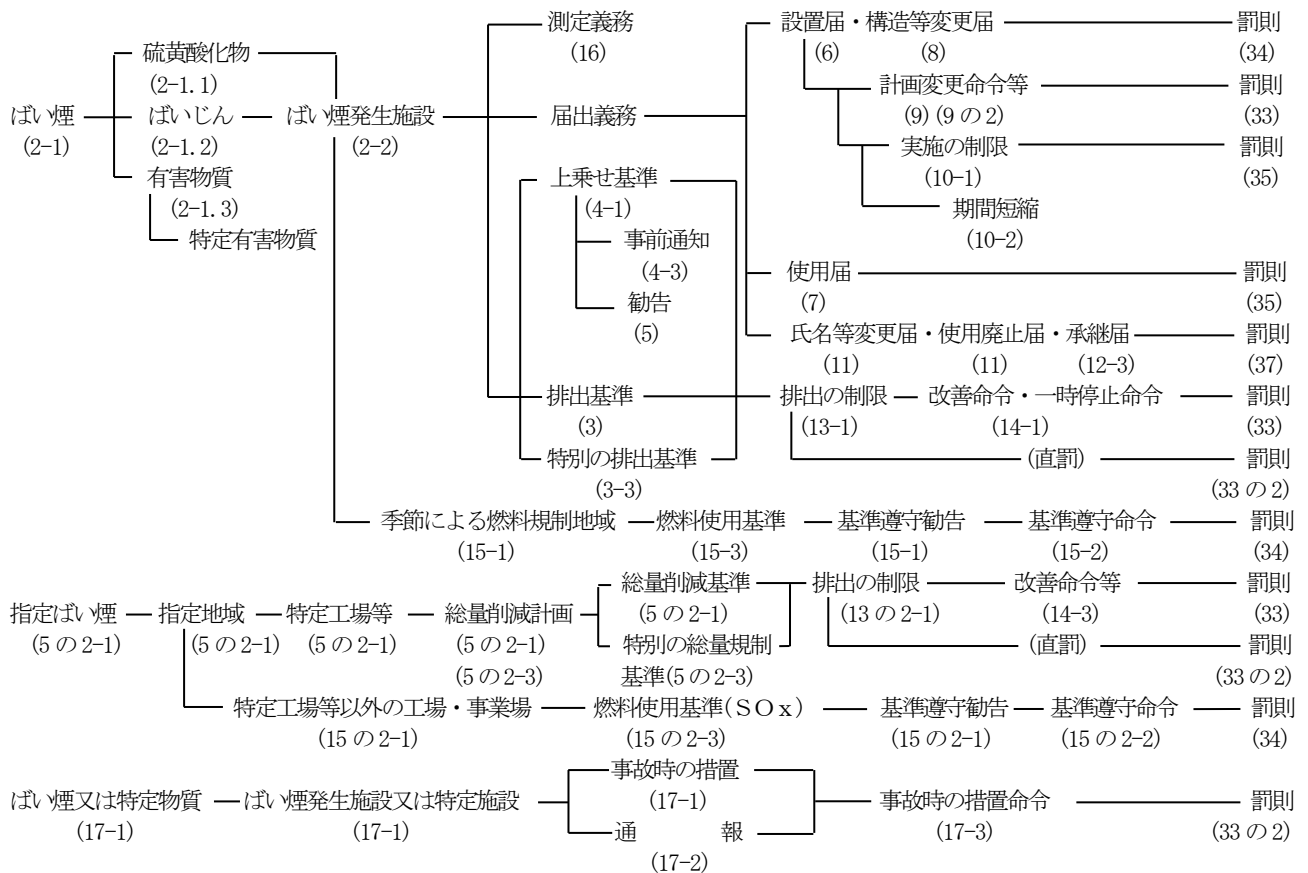 測定義務 設置届・構造等変更届 罰則
硫黄酸化物 (16) (6) (8) (34)
(2-1.1) 計画変更命令等 罰則
ばい煙 ばいじん ばい煙発生施設 届出義務 (9) (9の2) (33)
(2-1) (2-1.2) (2-2) 実施の制限 罰則
有害物質 上乗せ基準 (10-1) (35)
(2-1.3) (4-1) 期間短縮
特定有害物質 事前通知 (10-2)
(4-3) 使用届 罰則
勧告 (7) (35)
(5) 氏名等変更届・使用廃止届・承継届 罰則
(11) (11) (12-3) (37)
排出基準 排出の制限 改善命令・一時停止命令 罰則
(3) (13-1) (14-1) (33)
特別の排出基準 (直罰) 罰則
(3-3) (33の2)
季節による燃料規制地域 燃料使用基準 基準遵守勧告 基準遵守命令 罰則
(15-1) (15-3) (15-1) (15-2) (34)
総量削減基準 排出の制限 改善命令等 罰則
指定ばい煙 指定地域 特定工場等 総量削減計画 (5の2-1) (13の2-1) (14-3) (33)
(5の2-1) (5の2-1) (5の2-1) (5の2-1) 特別の総量規制 (直罰) 罰則
(5の2-3) 基準(5の2-3) (33の2)
特定工場等以外の工場・事業場 燃料使用基準(SOx) 基準遵守勧告 基準遵守命令 罰則
(15の2-1) (15の2-3) (15の2-1) (15の2-2) (34)
事故時の措置
ばい煙又は特定物質 ばい煙発生施設又は特定施設 (17-1) 事故時の措置命令 罰則
(17-1) (17-1) 通 報 (17-3) (33の2)
(17-2)